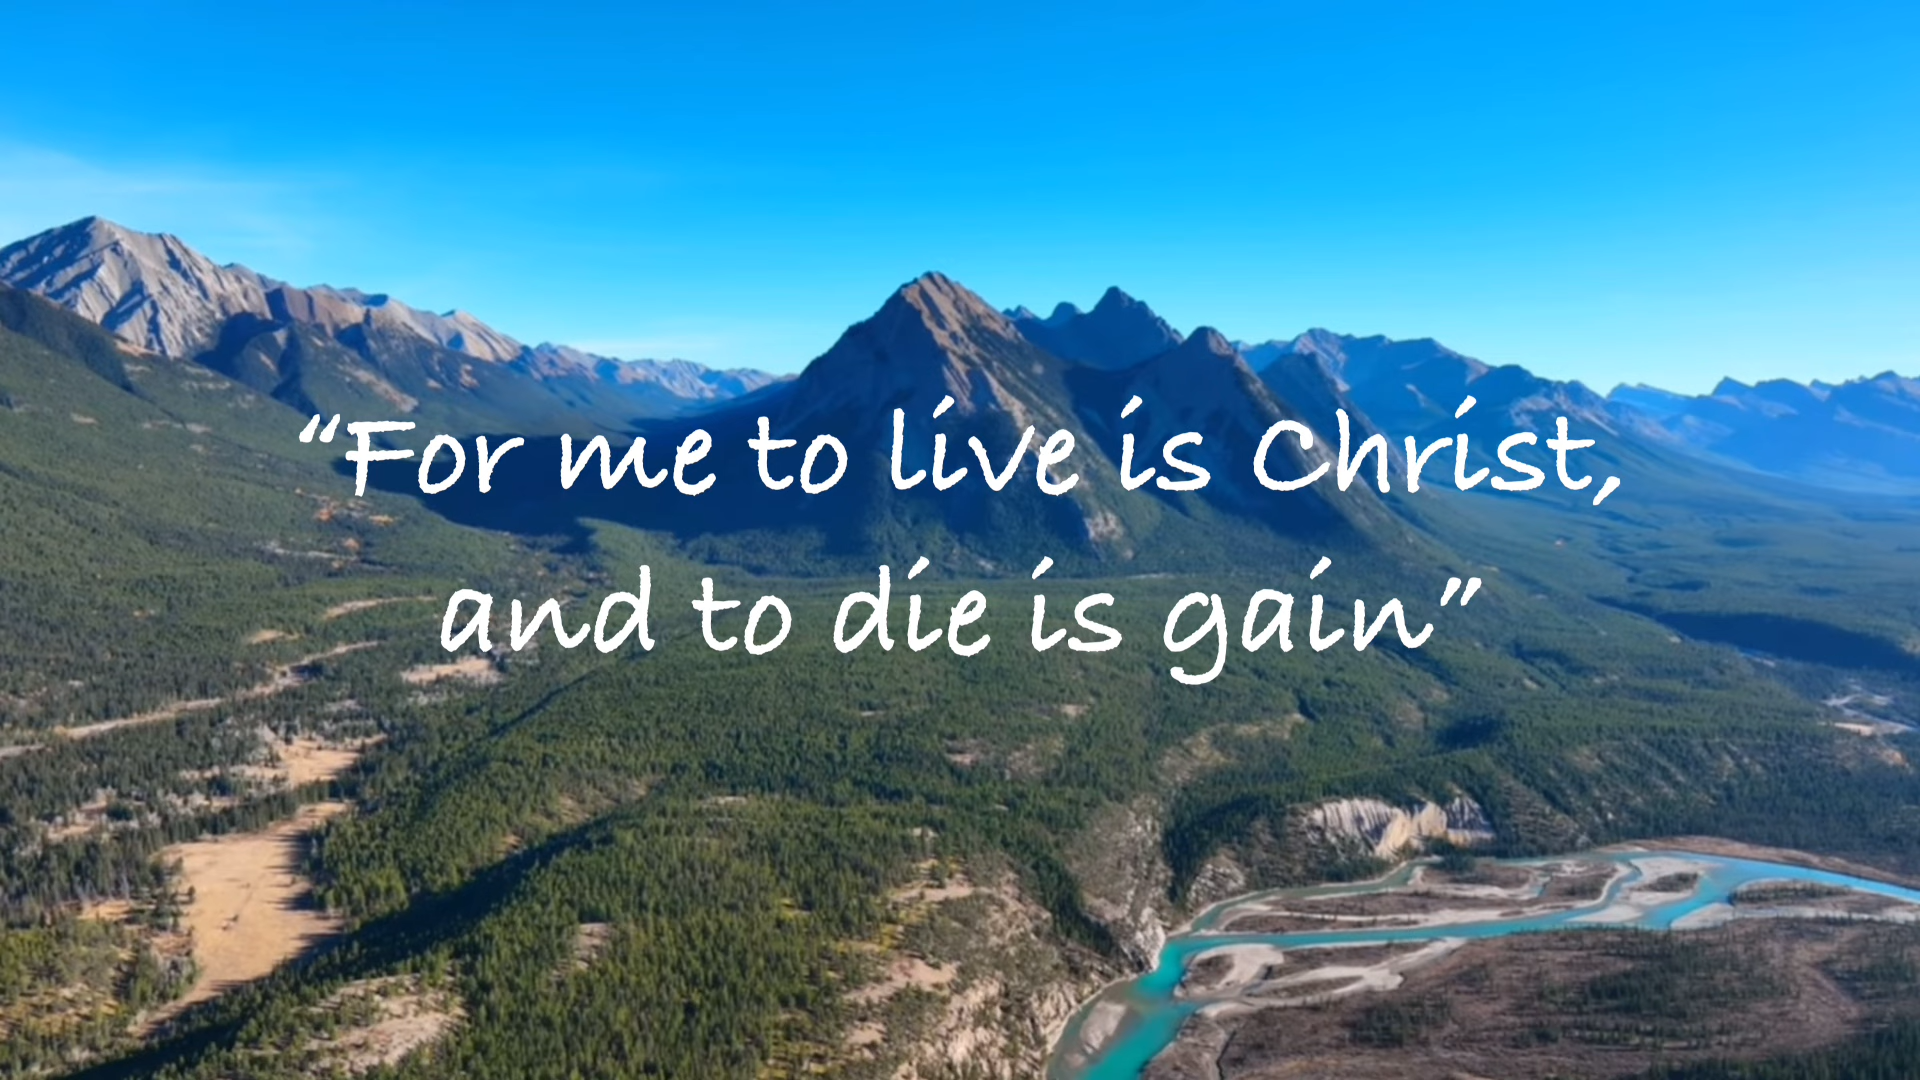 “For me to live is Christ,
and to die is gain”